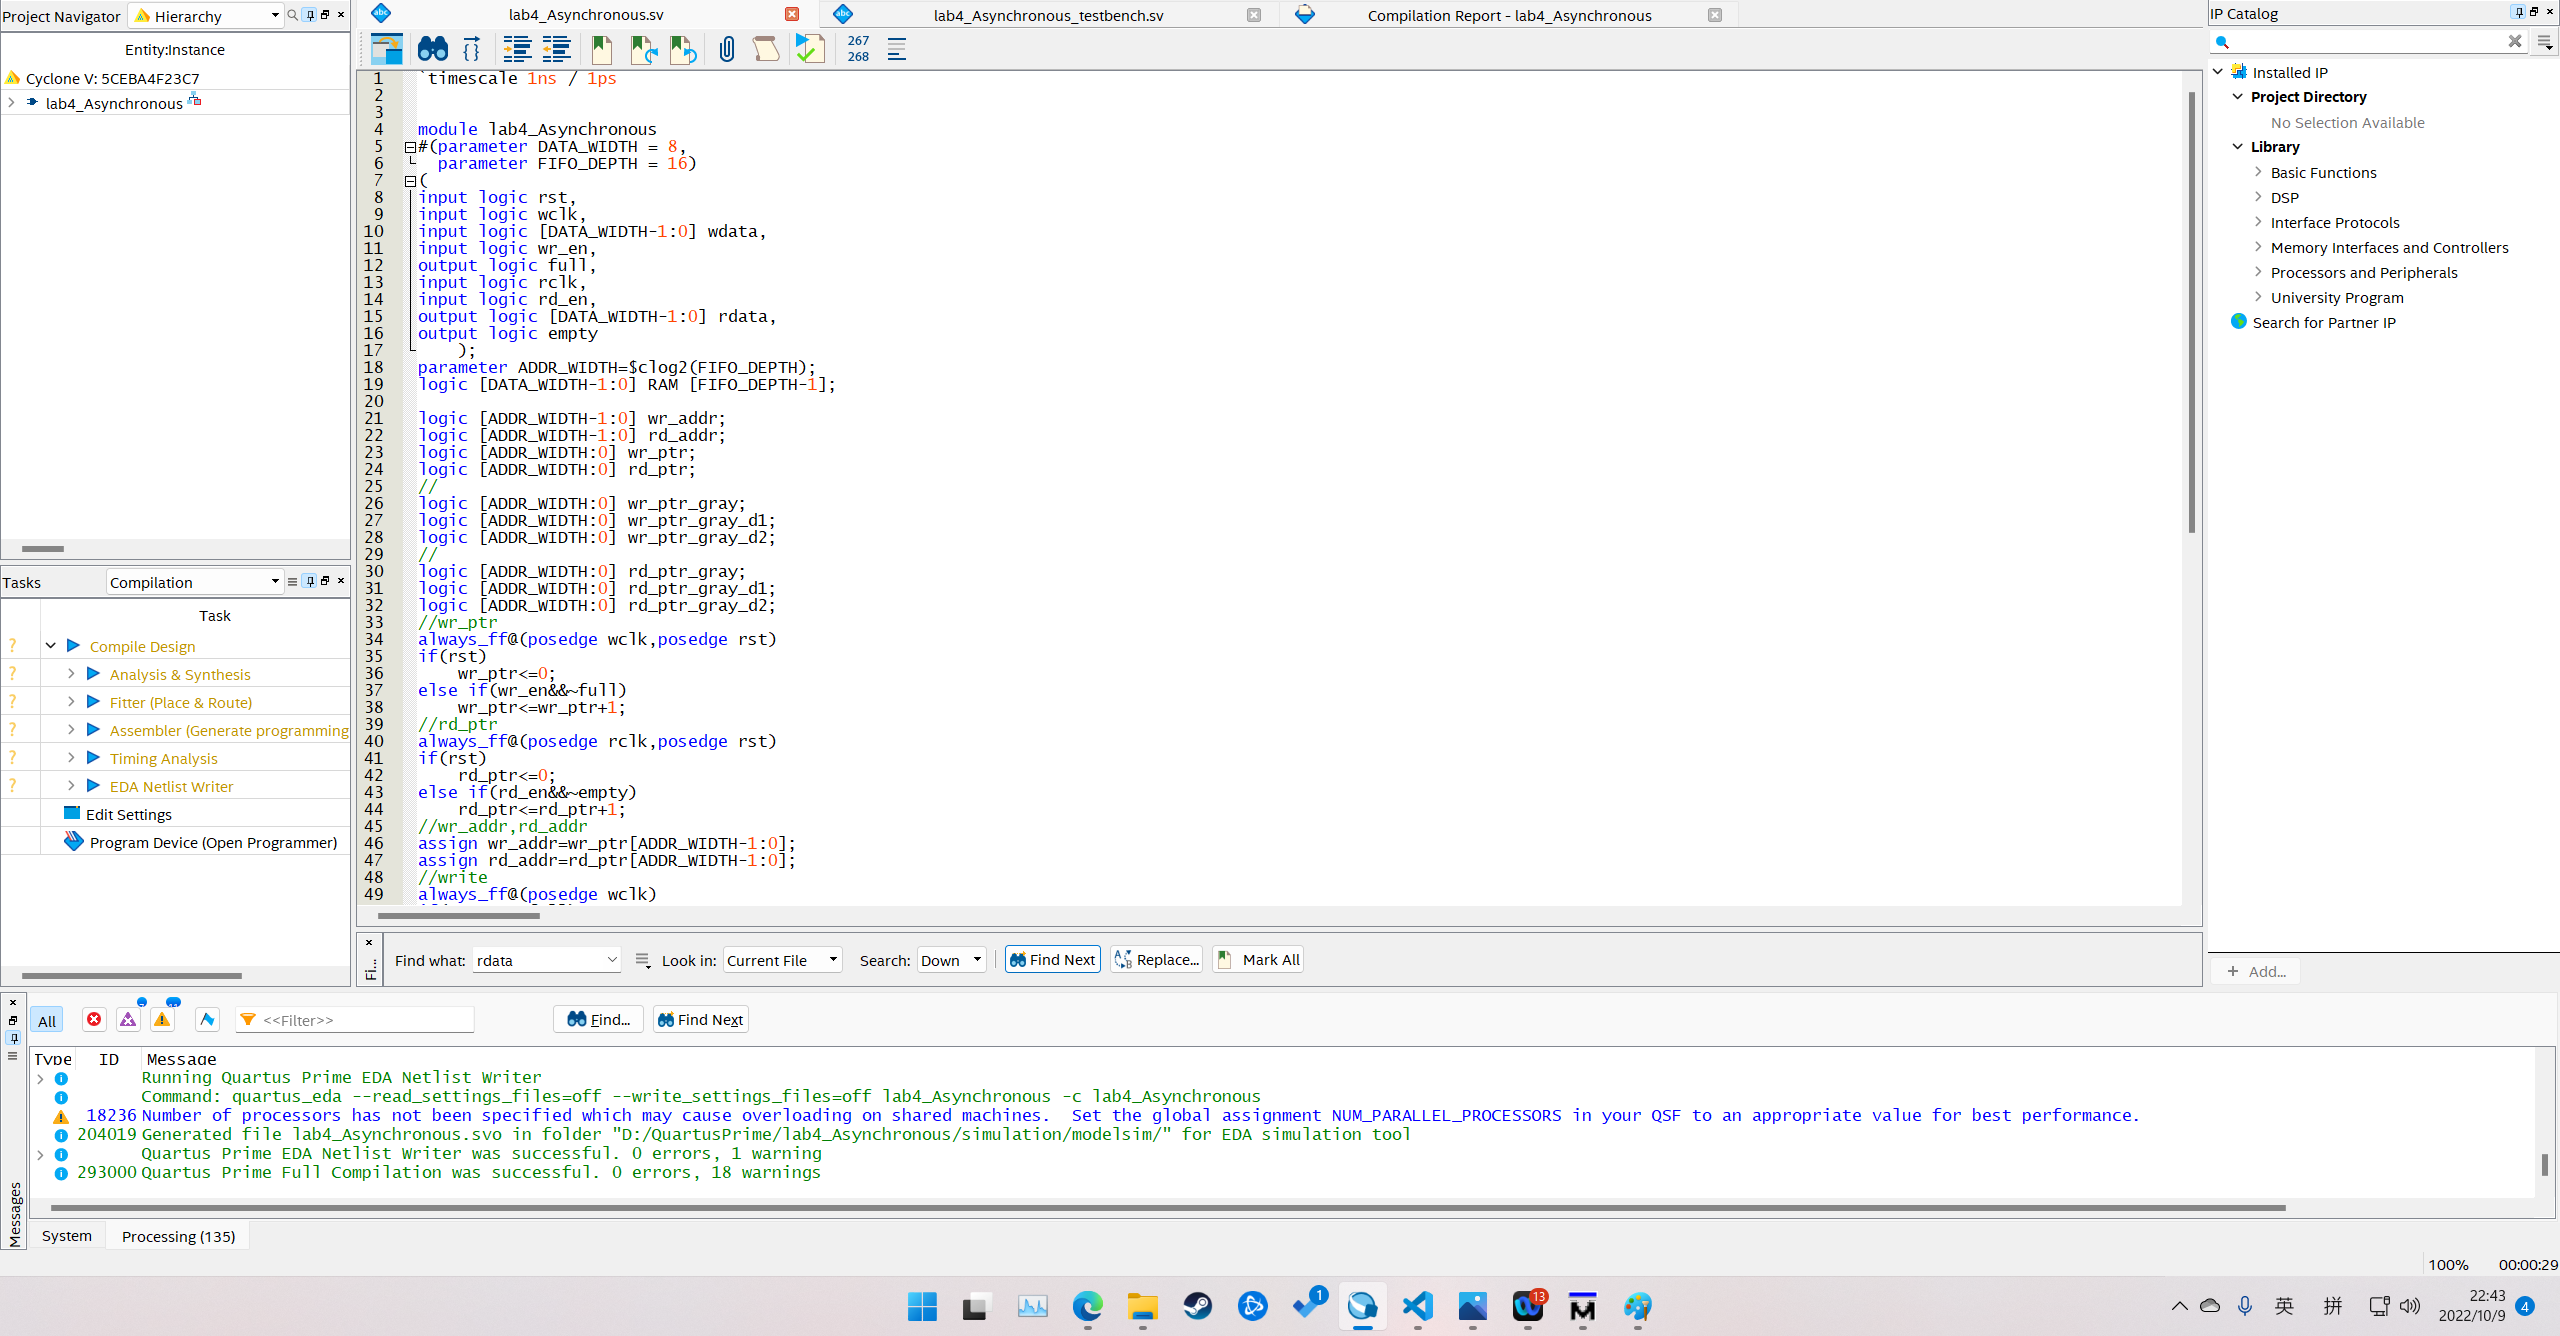 Project Navigator
Hierarchy
Entity:Instance
Cyclone V: 5CEBA4F23C7
lab4_Asynchronous
Tasks
Compilation
Task
Compile Design
Analysis & Synthesis
Fitter (Place & Route)
Assembler (Generate programming
Timing Analysis
EDA Netlist Writer
Edit Settings
Program Device (Open Programmer)
lab4_Asynchronous.sv
lab4_Asynchronous_testbench.sv
Compilation Report - lab4_Asynchronous
267
268
1 `timescale 1ns / 1ps
2
3
4 module lab4_Asynchronous
5 #(parameter DATA_WIDTH = 8,
6 parameter FIFO_DEPTH = 16)
7 (
8 input logic rst,
9 input logic wclk,
10 input logic [DATA_WIDTH-1:0] wdata,
11 input logic wr_en,
12 output logic full,
13 input logic rclk,
14 input logic rd_en,
15 output logic [DATA_WIDTH-1:0] rdata,
16 output logic empty
17 );
18 parameter ADDR_WIDTH=$clog2(FIFO_DEPTH);
19 logic [DATA_WIDTH-1:0] RAM [FIFO_DEPTH-1];
20
21 logic [ADDR_WIDTH-1:0] wr_addr;
22 logic [ADDR_WIDTH-1:0] rd_addr;
23 logic [ADDR_WIDTH:0] wr_ptr;
24 logic [ADDR_WIDTH:0] rd_ptr;
25 //
26 logic [ADDR_WIDTH:0] wr_ptr_gray;
27 logic [ADDR_WIDTH:0] wr_ptr_gray_d1;
28 logic [ADDR_WIDTH:0] wr_ptr_gray_d2;
29 //
30 logic [ADDR_WIDTH:0] rd_ptr_gray;
31 logic [ADDR_WIDTH:0] rd_ptr_gray_d1;
32 logic [ADDR_WIDTH:0] rd_ptr_gray_d2;
33 //wr_ptr
34 always_ff@(posedge wclk,posedge rst)
35 if(rst)
36 wr_ptr<=0;
37 else if(wr_en&&~full)
38 wr_ptr<=wr_ptr+1;
39 //rd_ptr
40 always_ff@(posedge rclk,posedge rst)
41 if(rst)
42 rd_ptr<=0;
43 else if(rd_en&&~empty)
44 rd_ptr<=rd_ptr+1;
45 //wr_addr,rd_addr
46 assign wr_addr=wr_ptr[ADDR_WIDTH-1:0];
47 assign rd_addr=rd_ptr[ADDR_WIDTH-1:0];
48 //write
49 always_ff@(posedge wclk)
Fi...
Find what: rdata
Look in: Current File
Search: Down
Find Next
Replace...
Mark All
IP Catalog
Installed IP
Project Directory
No Selection Available
Library
Basic Functions
DSP
Interface Protocols
Memory Interfaces and Controllers
Processors and Peripherals
University Program
Search for Partner IP
+ Add...
Messages
All
<<Filter>>
Find...
Find Next
Type ID Message
Running Quartus Prime EDA Netlist Writer
Command: quartus_eda --read_settings_files=off --write_settings_files=off lab4_Asynchronous -c lab4_Asynchronous
18236 Number of processors has not been specified which may cause overloading on shared machines.  Set the global assignment NUM_PARALLEL_PROCESSORS in your QSF to an appropriate value for best performance.
204019 Generated file lab4_Asynchronous.svo in folder "D:/QuartusPrime/lab4_Asynchronous/simulation/modelsim/" for EDA simulation tool
Quartus Prime EDA Netlist Writer was successful. 0 errors, 1 warning
293000 Quartus Prime Full Compilation was successful. 0 errors, 18 warnings
System
Processing (135)
100%
00:00:29
1
13
英
拼
22:43
2022/10/9
4